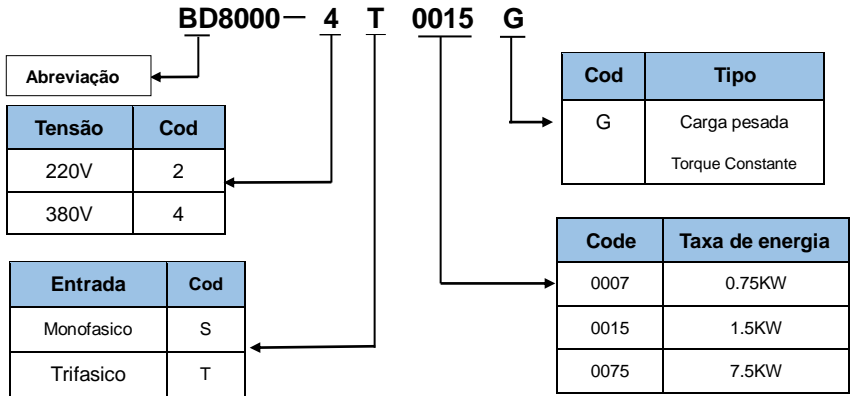 BD8000－ 4 T 0015 G
Abreviação
Tensão Cod
220V 2
380V 4
Entrada Cod
Monofasico S
Trifasico T
Cod Tipo
G Carga pesada
Torque Constante
Code Taxa de energia
0007 0.75KW
0015 1.5KW
0075 7.5KW